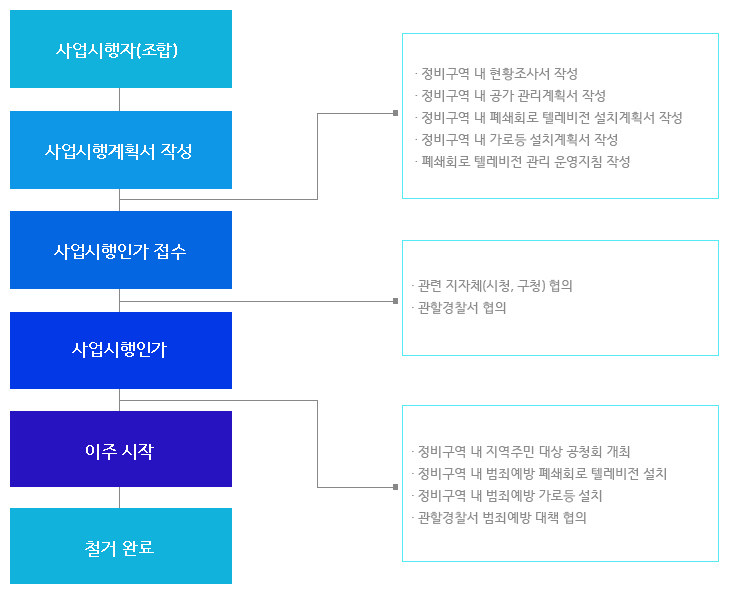 사업시행자(조합)
사업시행계획서 작성
· 정비구역 내 현황조사서 작성
· 정비구역 내 공가 관리계획서 작성
· 정비구역 내 폐쇄회로 텔레비전 설치계획서 작성
· 정비구역 내 가로등 설치계획서 작성
· 폐쇄회로 텔레비전 관리 운영지침 작성
사업시행인가 접수
· 관련 지자체(시청, 구청) 협의
· 관할경찰서 협의
사업시행인가
이주 시작
· 정비구역 내 지역주민 대상 공청회 개최
· 정비구역 내 범죄예방 폐쇄회로 텔레비전 설치
· 정비구역 내 범죄예방 가로등 설치
· 관할경찰서 범죄예방 대책 협의
철거 완료